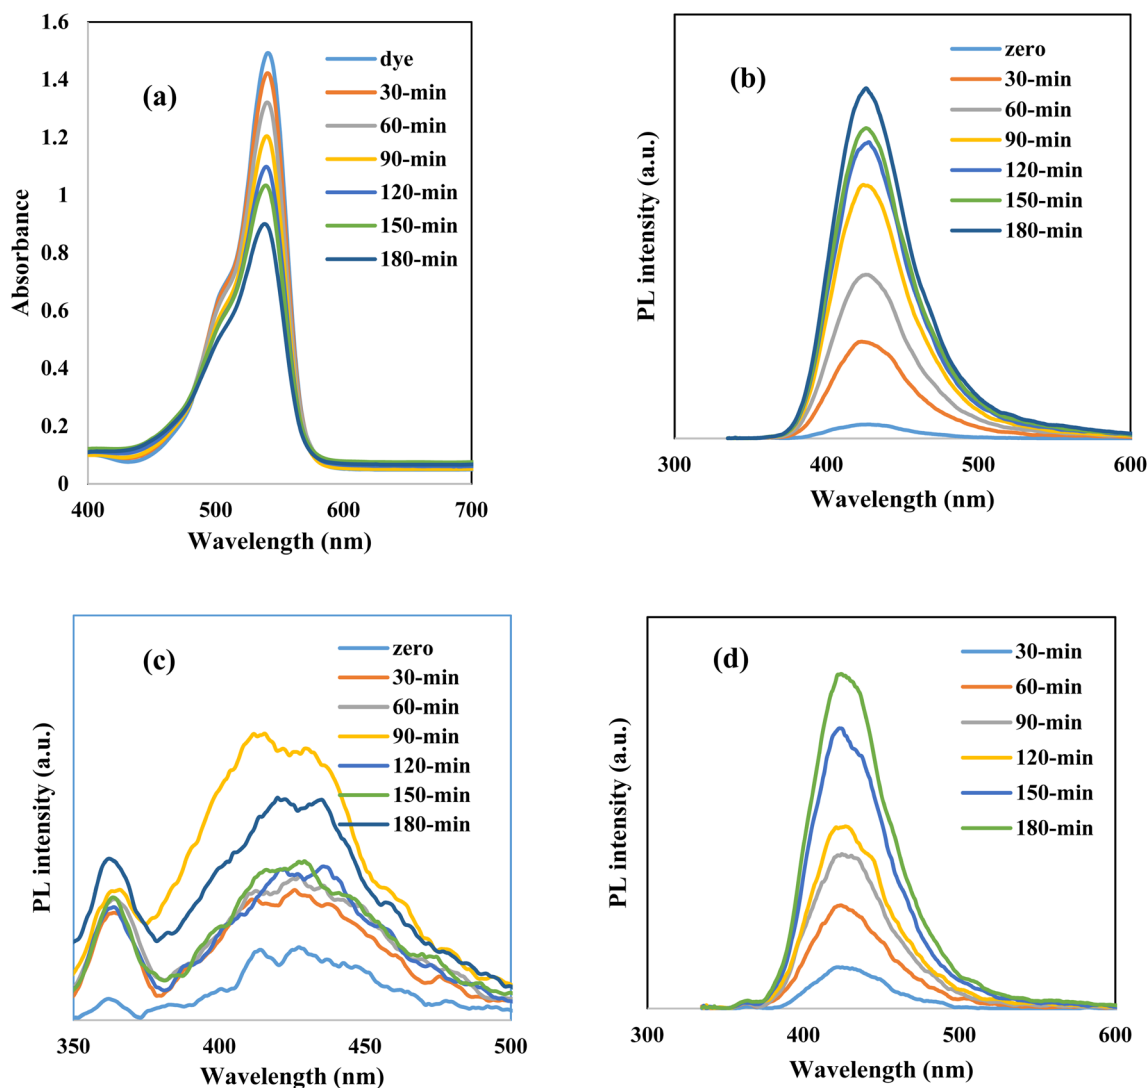 (a)
Absorbance
1.6
1.4
1.2
1
0.8
0.6
0.4
0.2
0
400
500
600
700
Wavelength (nm)
dye
30-min
60-min
90-min
120-min
150-min
180-min
(b)
PL intensity (a.u.)
300
400
500
600
Wavelength (nm)
zero
30-min
60-min
90-min
120-min
150-min
180-min
(c)
PL intensity (a.u.)
350
400
450
500
Wavelength (nm)
zero
30-min
60-min
90-min
120-min
150-min
180-min
(d)
PL intensity (a.u.)
300
400
500
600
Wavelength (nm)
30-min
60-min
90-min
120-min
150-min
180-min